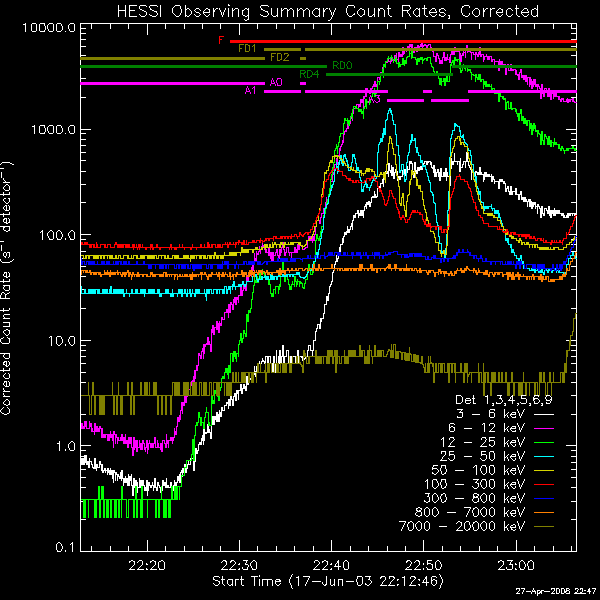 HESSI Observing Summary Count Rates, Corrected
10000.0
1000.0
100.0
10.0
1.0
0.1
Corrected Count Rate (s⁻¹ detector⁻¹)
F
FD1
FD2
RD0
RD4
A0
A1
A3
Det 1,3,4,5,6,9
3 - 6 keV
6 - 12 keV
12 - 25 keV
25 - 50 keV
50 - 100 keV
100 - 300 keV
300 - 800 keV
800 - 7000 keV
7000 - 20000 keV
22:20 22:30 22:40 22:50 23:00
Start Time (17-Jun-03 22:12:46)
27-Apr-2008 22:47